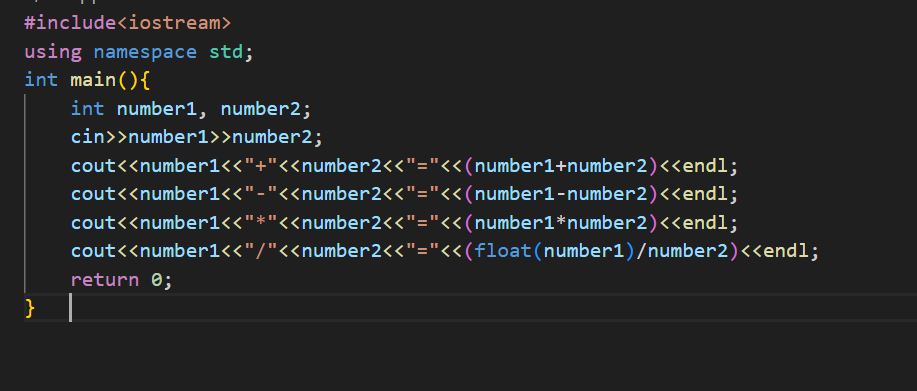 #include<iostream>
using namespace std;
int main(){
    int number1, number2;
    cin>>number1>>number2;
    cout<<number1<<"+"<<number2<<"="<<(number1+number2)<<endl;
    cout<<number1<<"-"<<number2<<"="<<(number1-number2)<<endl;
    cout<<number1<<"*"<<number2<<"="<<(number1*number2)<<endl;
    cout<<number1<<"/"<<number2<<"="<<(float(number1)/number2)<<endl;
    return 0;
}